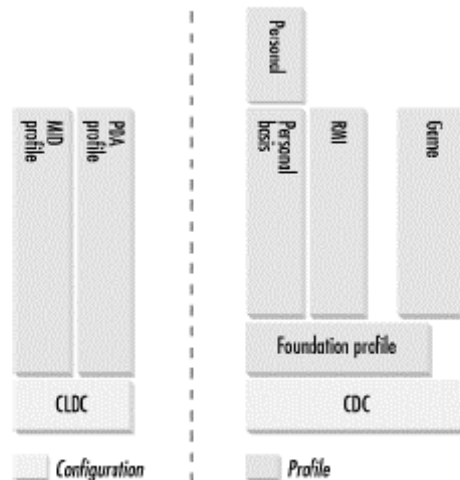 Personal
MID
profile
PDA
profile
Personal
basis
RMI
Game
Foundation profile
CLDC
CDC
Configuration
Profile